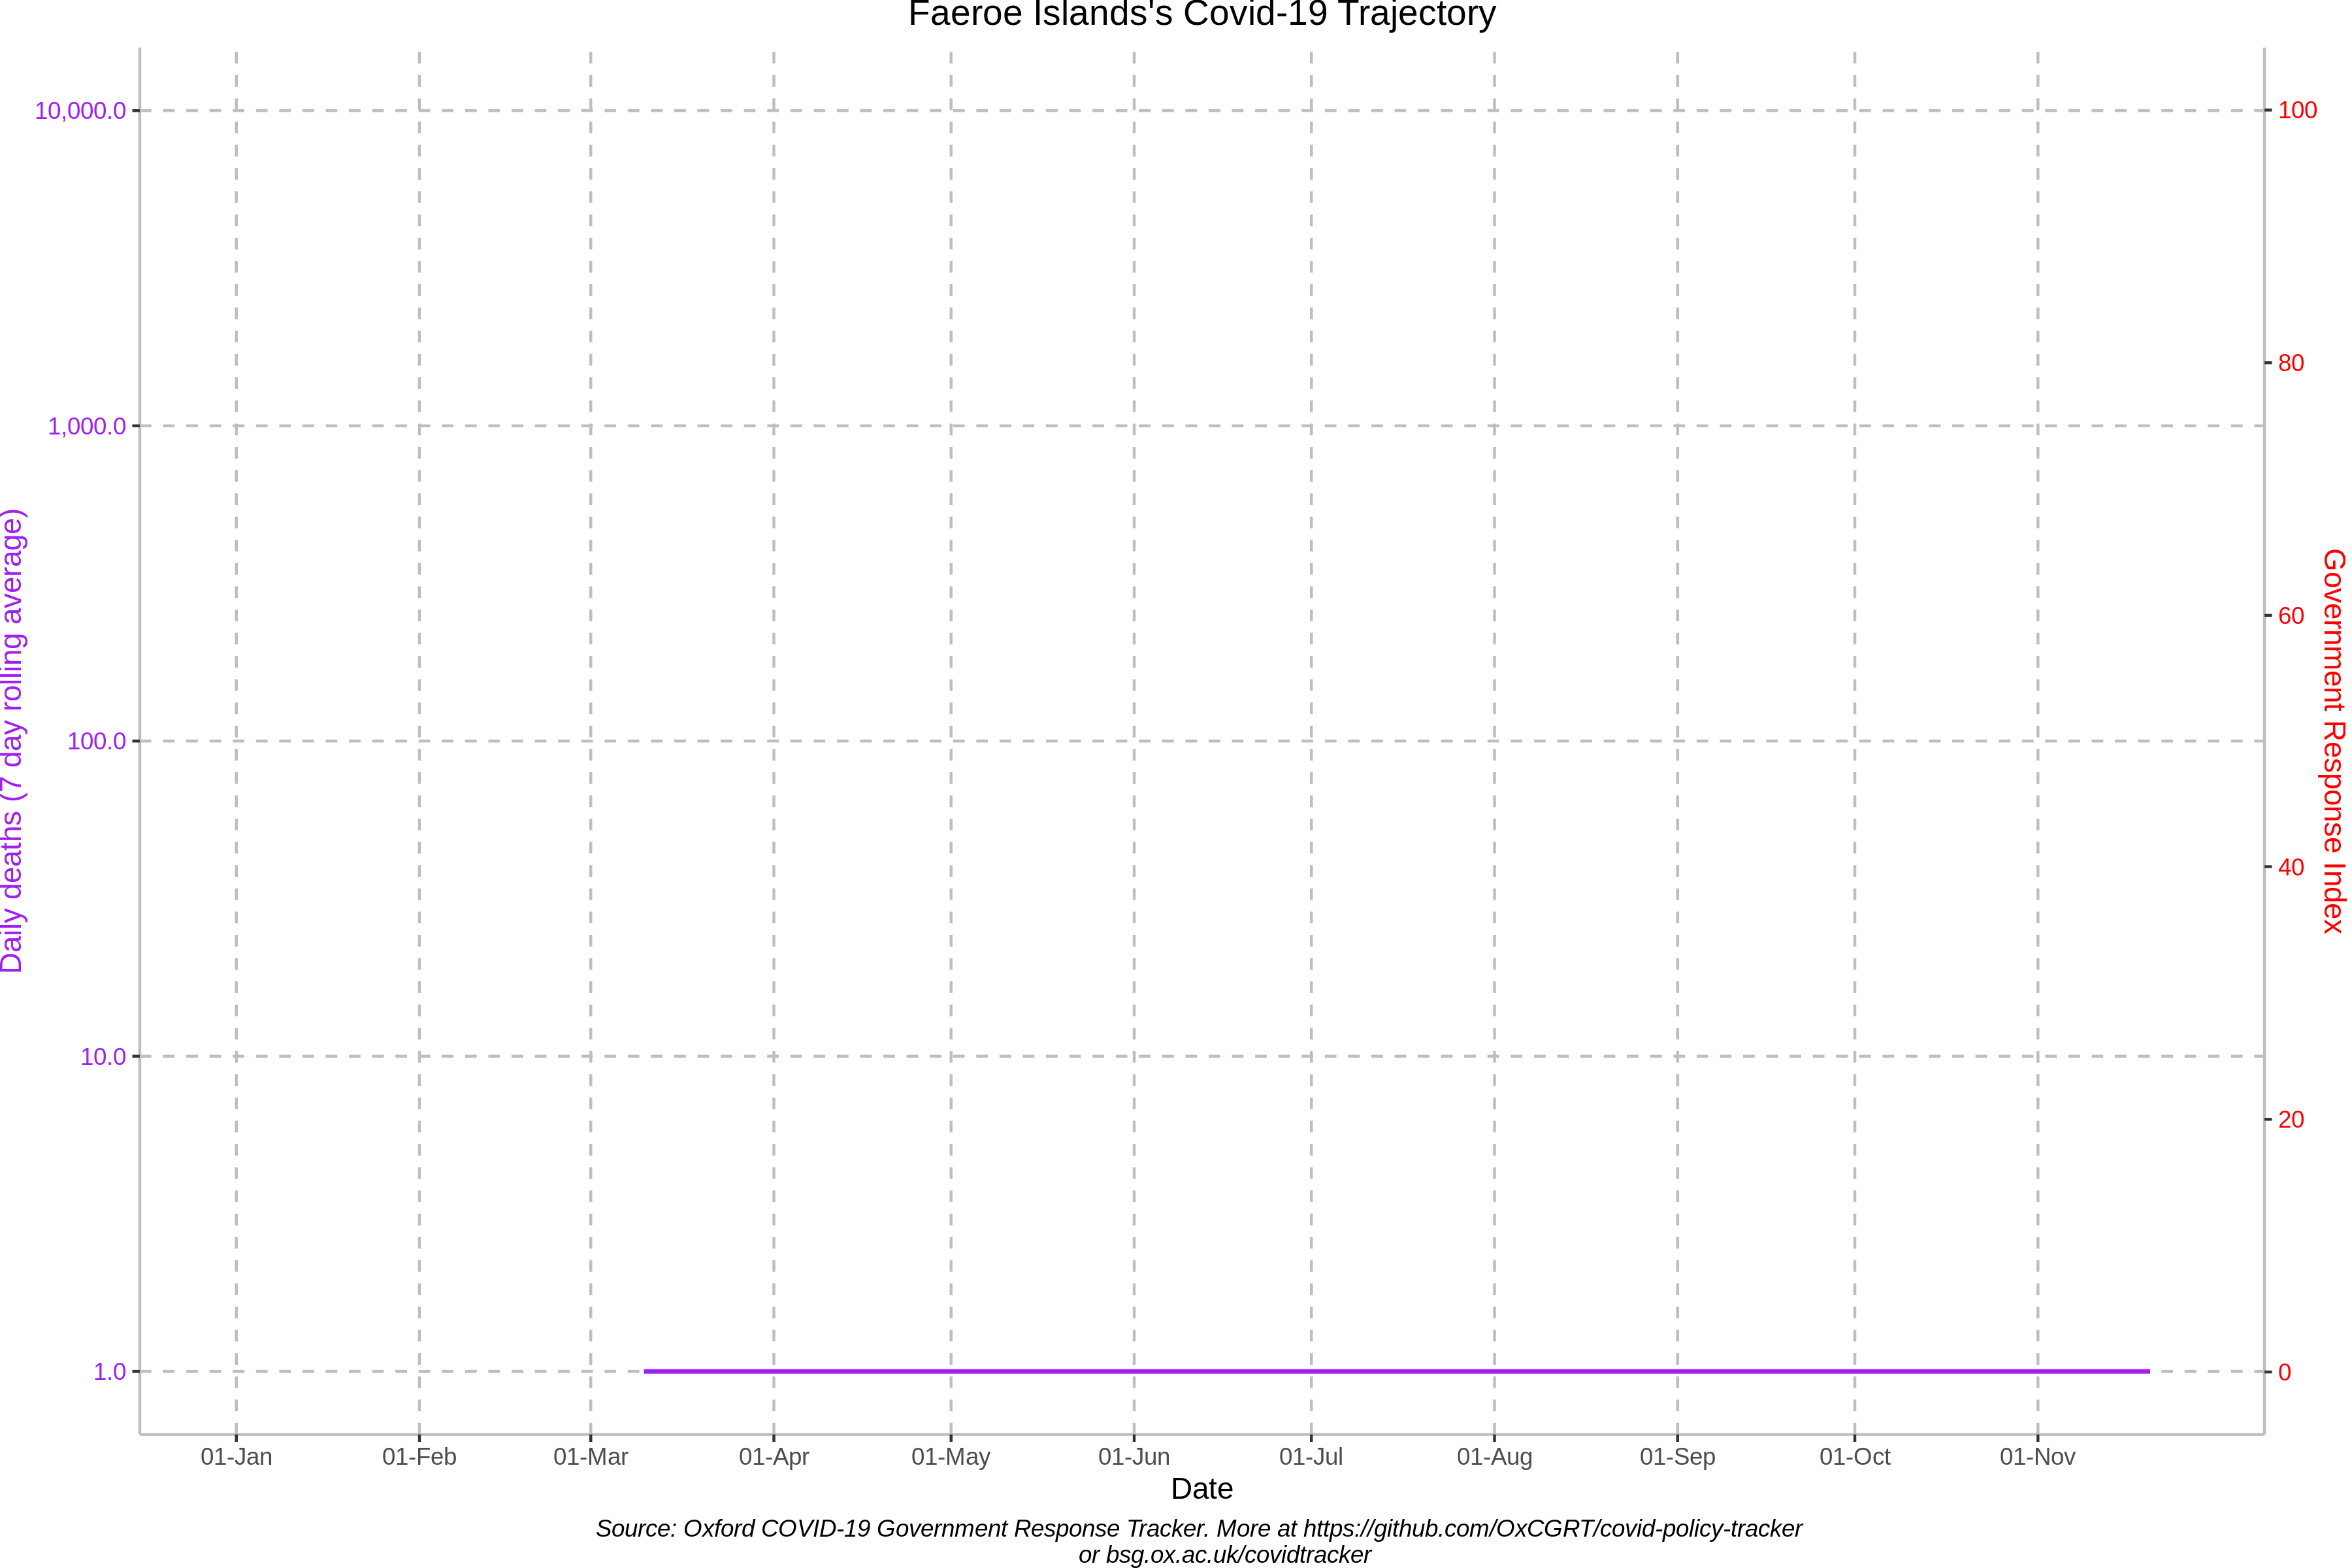 Faeroe Islands's Covid-19 Trajectory
10,000.0
1,000.0
100.0
10.0
1.0
Daily deaths (7 day rolling average)
100
80
60
40
20
0
Government Response Index
01-Jan
01-Feb
01-Mar
01-Apr
01-May
01-Jun
01-Jul
01-Aug
01-Sep
01-Oct
01-Nov
Date
Source: Oxford COVID-19 Government Response Tracker. More at https://github.com/OxCGRT/covid-policy-tracker
or bsg.ox.ac.uk/covidtracker